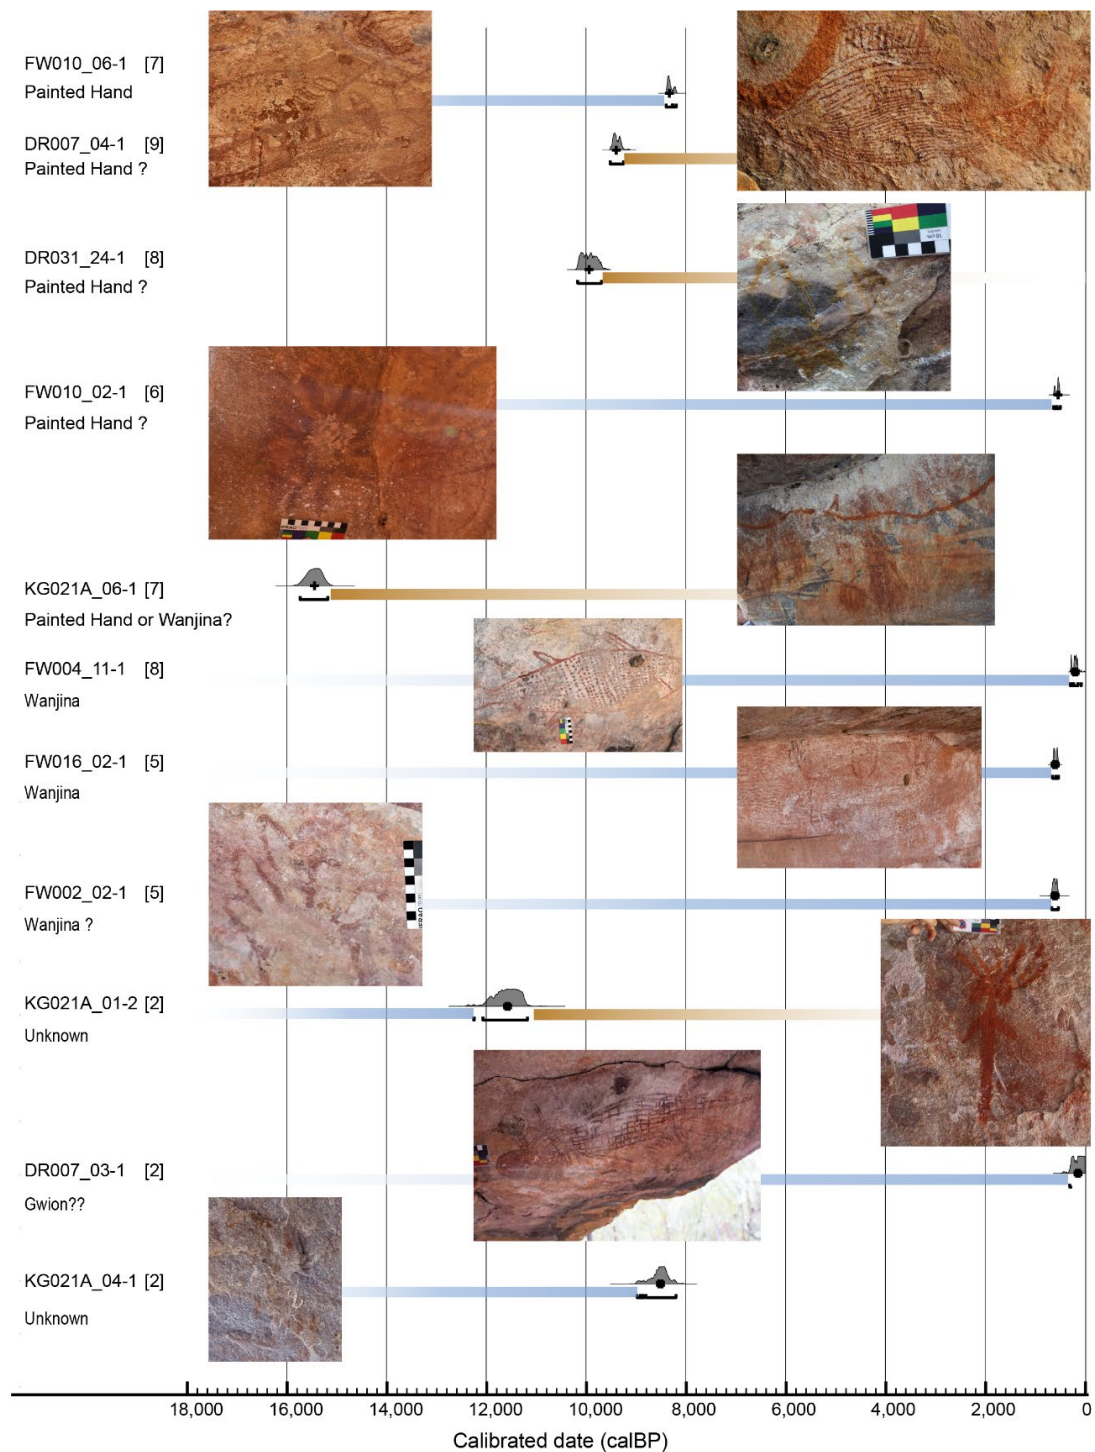 FW010_06-1 [7]
Painted Hand
DR007_04-1 [9]
Painted Hand ?
DR031_24-1 [8]
Painted Hand ?
FW010_02-1 [6]
Painted Hand ?
KG021A_06-1 [7]
Painted Hand or Wanjina?
FW004_11-1 [8]
Wanjina
FW016_02-1 [5]
Wanjina
FW002_02-1 [5]
Wanjina ?
KG021A_01-2 [2]
Unknown
DR007_03-1 [2]
Gwion??
KG021A_04-1 [2]
Unknown
18,000 16,000 14,000 12,000 10,000 8,000 6,000 4,000 2,000 0
Calibrated date (calBP)